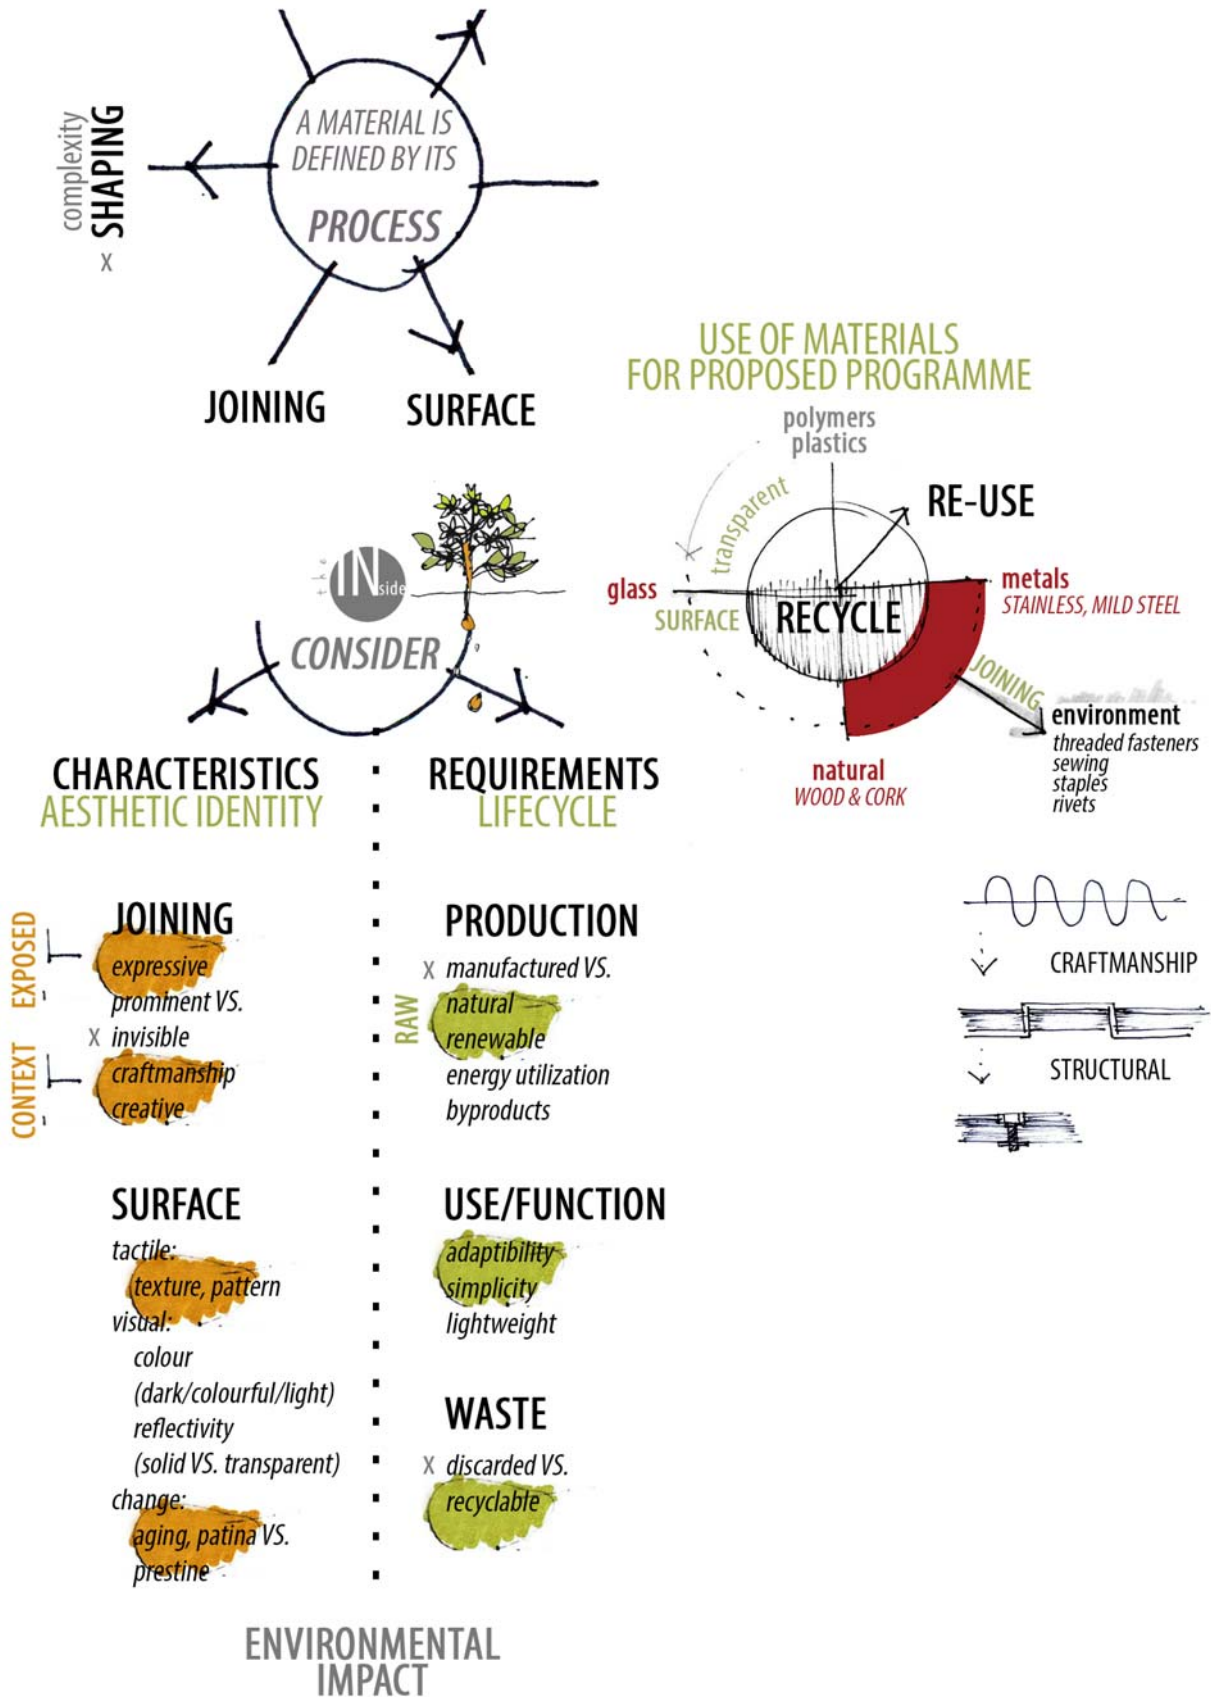 complexity
SHAPING
x
A MATERIAL IS
DEFINED BY ITS
PROCESS
JOINING
SURFACE
USE OF MATERIALS
FOR PROPOSED PROGRAMME
polymers
plastics
transparent
RE-USE
glass
SURFACE
RECYCLE
metals
STAINLESS, MILD STEEL
JOINING
environment
threaded fasteners
sewing
staples
rivets
natural
WOOD & CORK
the
INside
CONSIDER
CHARACTERISTICS
AESTHETIC IDENTITY
REQUIREMENTS
LIFECYCLE
EXPOSED
CONTEXT
JOINING
expressive
prominent VS.
x invisible
craftmanship
creative
SURFACE
tactile:
texture, pattern
visual:
colour
(dark/colourful/light)
reflectivity
(solid VS. transparent)
change:
aging, patina VS.
prestine
PRODUCTION
x manufactured VS.
RAW
natural
renewable
energy utilization
byproducts
USE/FUNCTION
adaptibility
simplicity
lightweight
WASTE
x discarded VS.
recyclable
CRAFTMANSHIP
STRUCTURAL
ENVIRONMENTAL
IMPACT